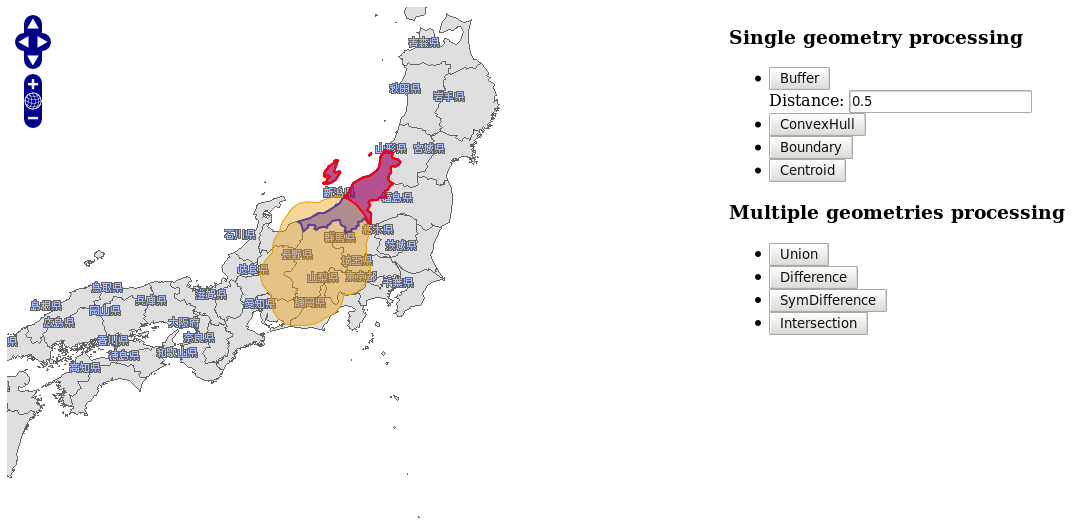 青森県
秋田県
岩手県
山形県 宮城県
新潟県
福島県
石川県
栃木県
群馬県
茨城県
長野県
埼玉県
岐阜県
山梨県 東京都
千葉県
鳥取県
滋賀県
兵庫県
愛知県 静岡県
島根県
岡山県
広島県
大阪府
奈良県
香川県
和歌山県
徳島県
高知県
県
Single geometry processing
Buffer
Distance: 0.5
ConvexHull
Boundary
Centroid
Multiple geometries processing
Union
Difference
SymDifference
Intersection